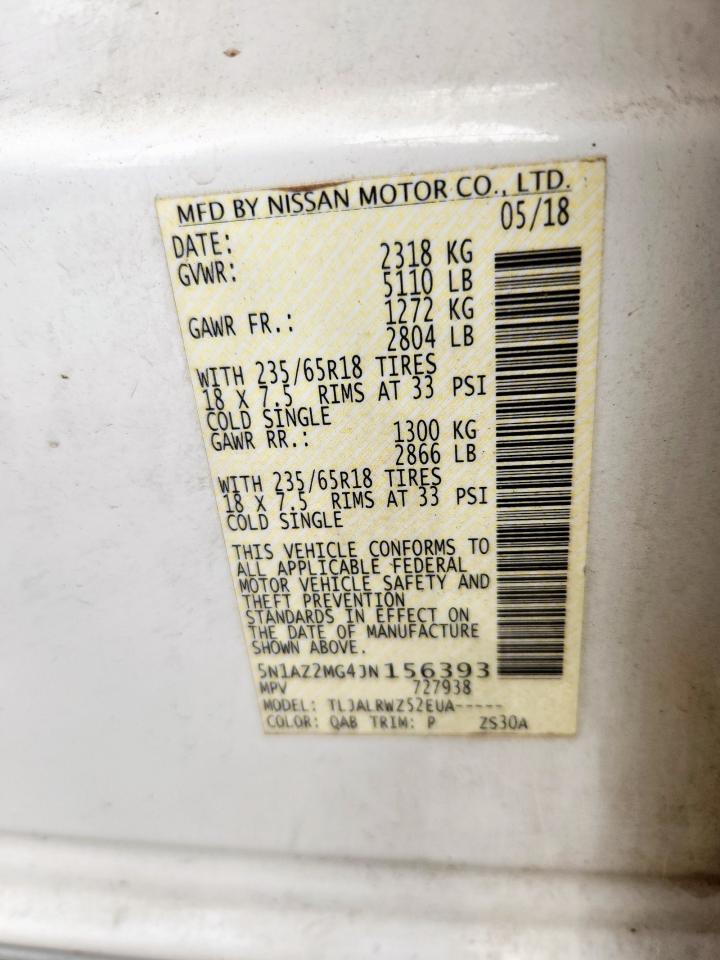 MFD BY NISSAN MOTOR CO., LTD.
DATE: 05/18
GVWR: 2318 KG
5110 LB
GAWR FR.: 1272 KG
2804 LB
WITH 235/65R18 TIRES
18 X 7.5 RIMS AT 33 PSI
COLD SINGLE
GAWR RR.: 1300 KG
2866 LB
WITH 235/65R18 TIRES
18 X 7.5 RIMS AT 33 PSI
COLD SINGLE
THIS VEHICLE CONFORMS TO
ALL APPLICABLE FEDERAL
MOTOR VEHICLE SAFETY AND
THEFT PREVENTION
STANDARDS IN EFFECT ON
THE DATE OF MANUFACTURE
SHOWN ABOVE.
5N1AZ2MG4JN156393
MPV 727938
MODEL: TLJALRWZ52EUA-----
COLOR: QAB TRIM: P ZS30A